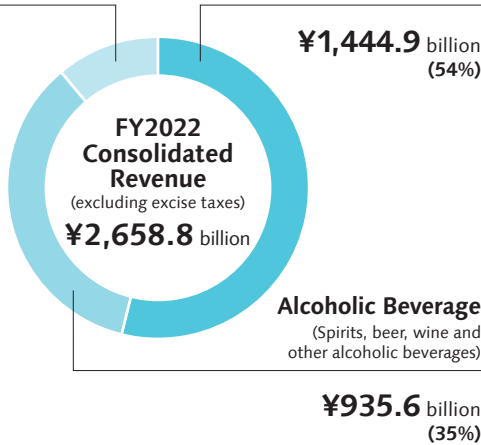 ¥1,444.9 billion
(54%)
FY2022
Consolidated
Revenue
(excluding excise taxes)
¥2,658.8 billion
Alcoholic Beverage
(Spirits, beer, wine and
other alcoholic beverages)
¥935.6 billion
(35%)